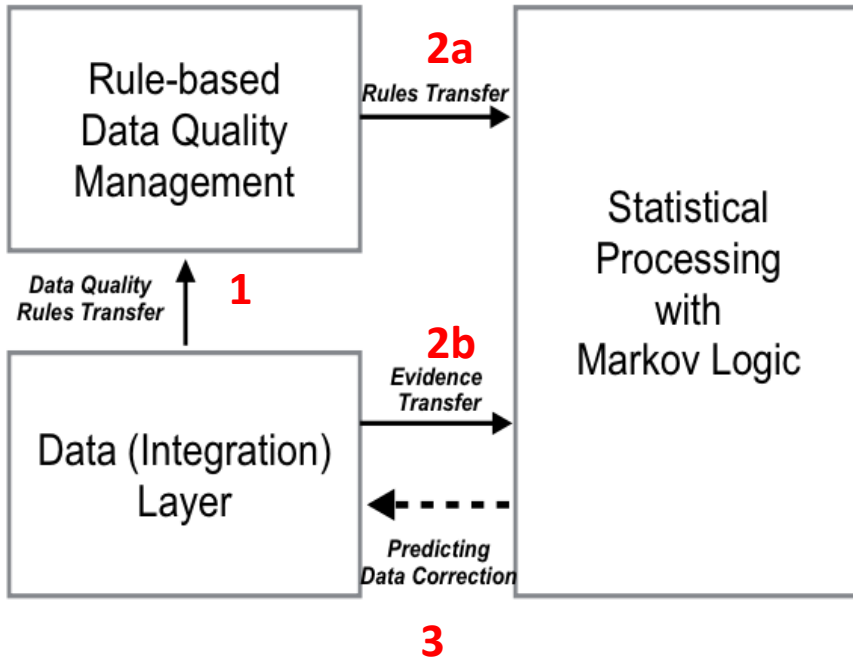 Rule-based
Data Quality
Management
2a
Rules Transfer
Data Quality
Rules Transfer
1
Statistical
Processing
with
Markov Logic
Data (Integration)
Layer
2b
Evidence
Transfer
Predicting
Data Correction
3